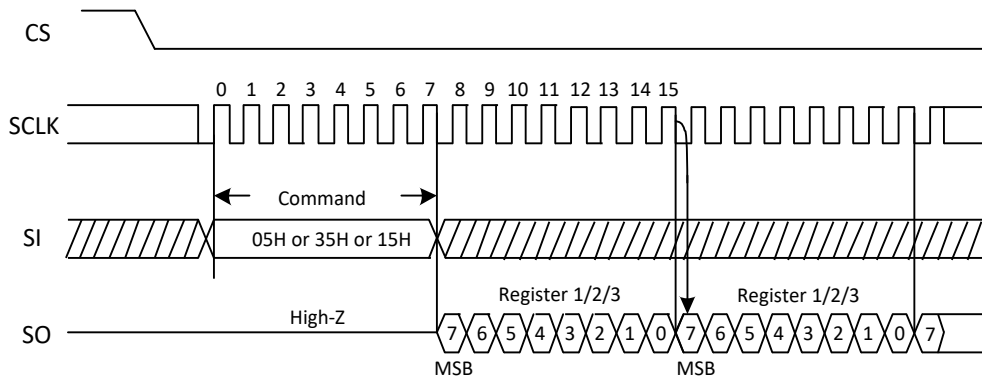 CS
0 1 2 3 4 5 6 7 8 9 10 11 12 13 14 15
SCLK
Command
SI
05H or 35H or 15H
Register 1/2/3 Register 1/2/3
High-Z
SO
7 6 5 4 3 2 1 0 7 6 5 4 3 2 1 0 7
MSB MSB